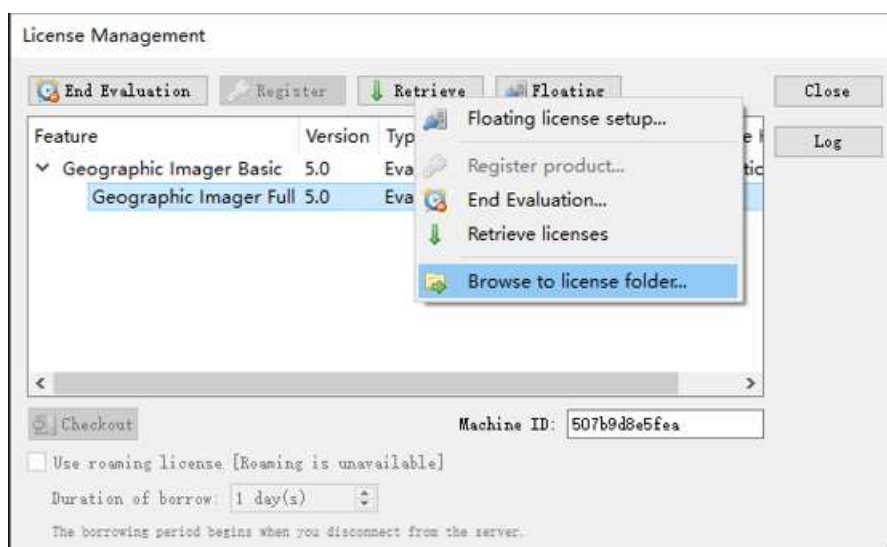 License Management
End Evaluation Register Retrieve Floating Close
Feature Version Typ Log
Geographic Imager Basic 5.0 Eva
Geographic Imager Full 5.0 Eva
Floating license setup...
Register product...
End Evaluation...
Retrieve licenses
Browse to license folder...
Checkout Machine ID: 507b9d8e5fea
Use roaming license [Roaming is unavailable]
Duration of borrow: 1 day(s)
The borrowing period begins when you disconnect from the server.